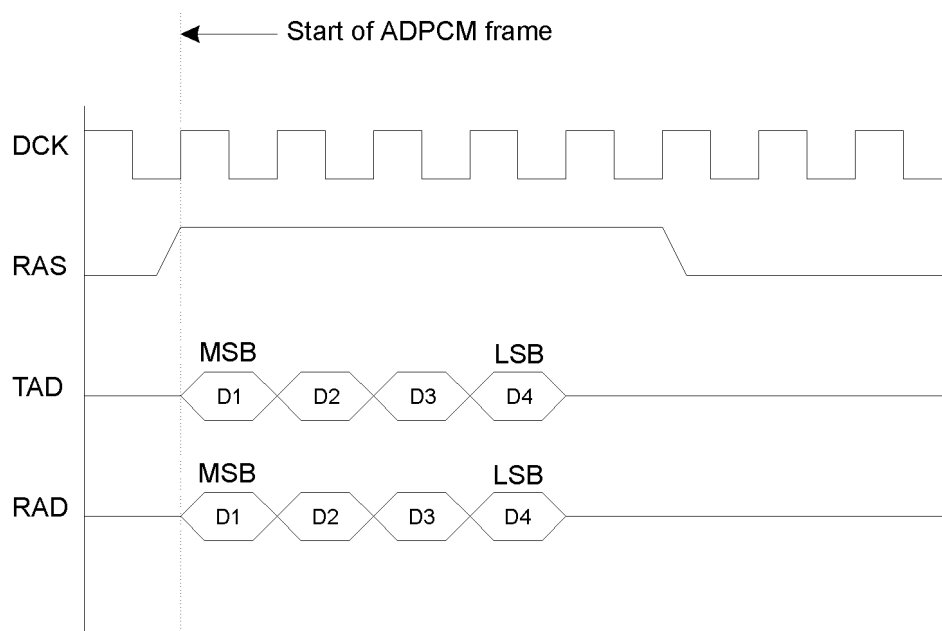 Start of ADPCM frame
DCK
RAS
MSB LSB
TAD D1 D2 D3 D4
MSB LSB
RAD D1 D2 D3 D4